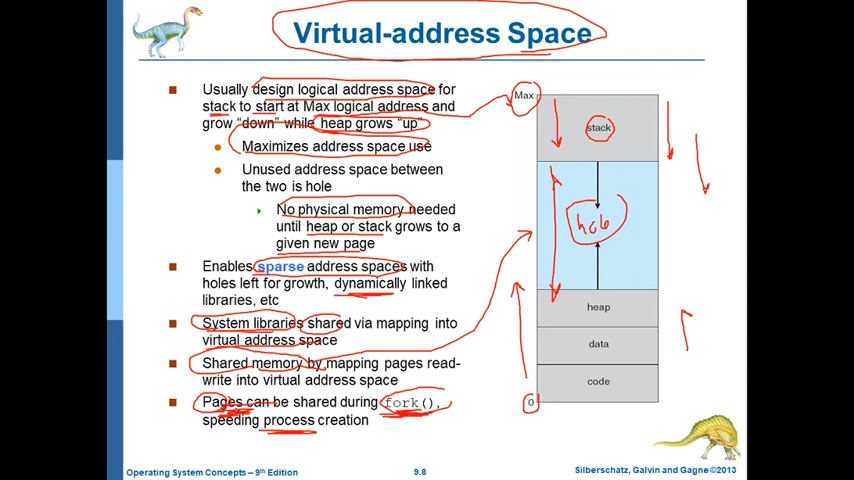 Virtual-address Space
Usually design logical address space for
stack to start at Max logical address and
grow "down" while heap grows "up"
Maximizes address space use
Unused address space between
the two is hole
No physical memory needed
until heap or stack grows to a
given new page
Enables sparse address spaces with
holes left for growth, dynamically linked
libraries, etc
System libraries shared via mapping into
virtual address space
Shared memory by mapping pages read-
write into virtual address space
Pages can be shared during fork(),
speeding process creation
Max
stack
heap
data
code
0
Operating System Concepts – 9th Edition
9.8
Silberschatz, Galvin and Gagne ©2013